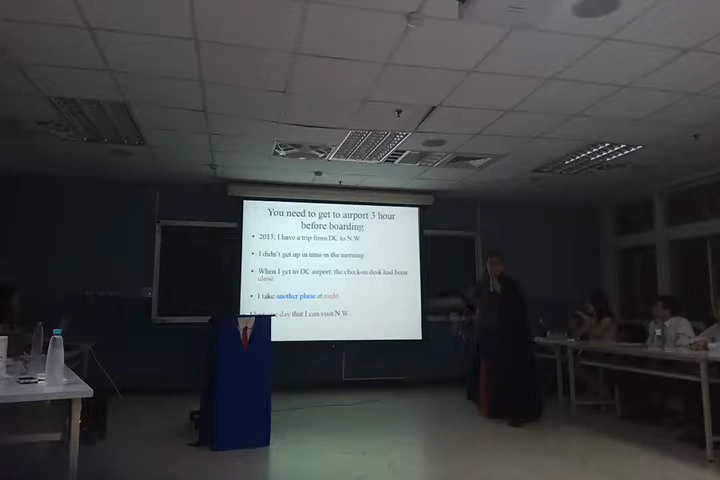 You need to get to airport 3 hour
before boarding
• 2013, I have a trip from DC to N.W.
• I didn't get up in time in the morning
• When I get to DC airport, the check-in desk had been
close.
• I take another plane at night.
one day that I can visit N.W.